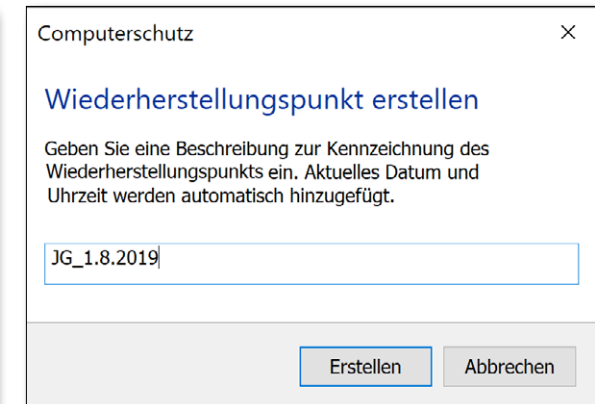 Computerschutz
Wiederherstellungspunkt erstellen
Geben Sie eine Beschreibung zur Kennzeichnung des
Wiederherstellungspunkts ein. Aktuelles Datum und
Uhrzeit werden automatisch hinzugefügt.
JG_1.8.2019
Erstellen Abbrechen